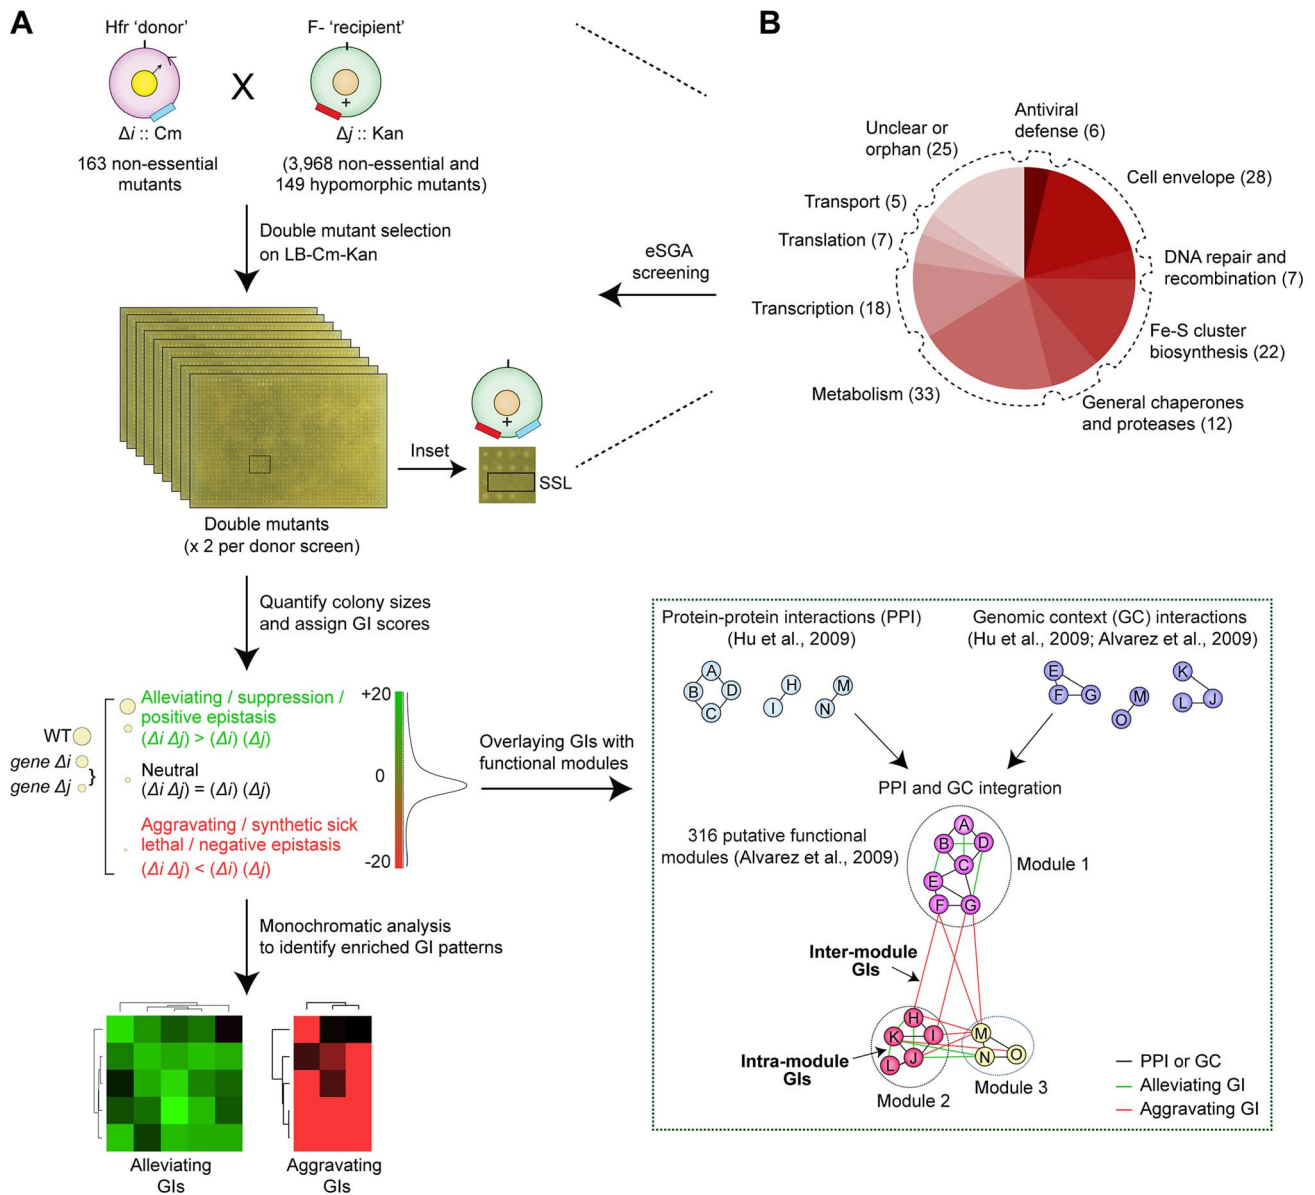 A
Hfr ‘donor’
F- ‘recipient’
X
+
Δi :: Cm
Δj :: Kan
163 non-essential
mutants
(3,968 non-essential and
149 hypomorphic mutants)
Double mutant selection
on LB-Cm-Kan
eSGA
screening
+
Inset
SSL
Double mutants
(x 2 per donor screen)
B
Antiviral
defense (6)
Unclear or
orphan (25)
Cell envelope (28)
Transport (5)
Translation (7)
DNA repair and
recombination (7)
Transcription (18)
Fe-S cluster
biosynthesis (22)
Metabolism (33)
General chaperones
and proteases (12)
Quantify colony sizes
and assign GI scores
WT
gene Δi
gene Δj
}
Alleviating / suppression /
positive epistasis
(Δi Δj) > (Δi) (Δj)
Neutral
(Δi Δj) = (Δi) (Δj)
Aggravating / synthetic sick
lethal / negative epistasis
(Δi Δj) < (Δi) (Δj)
+20
0
-20
Overlaying GIs with
functional modules
Monochromatic analysis
to identify enriched GI patterns
Alleviating
GIs
Aggravating
GIs
Protein-protein interactions (PPI)
(Hu et al., 2009)
Genomic context (GC) interactions
(Hu et al., 2009; Alvarez et al., 2009)
A
B
D
C
H
I
M
N
E
F
G
M
O
K
L
J
PPI and GC integration
316 putative functional
modules (Alvarez et al., 2009)
A
B
D
C
E
F
G
Module 1
Inter-module
GIs
Intra-module
GIs
H
K
I
J
L
M
N
O
Module 2
Module 3
PPI or GC
Alleviating GI
Aggravating GI